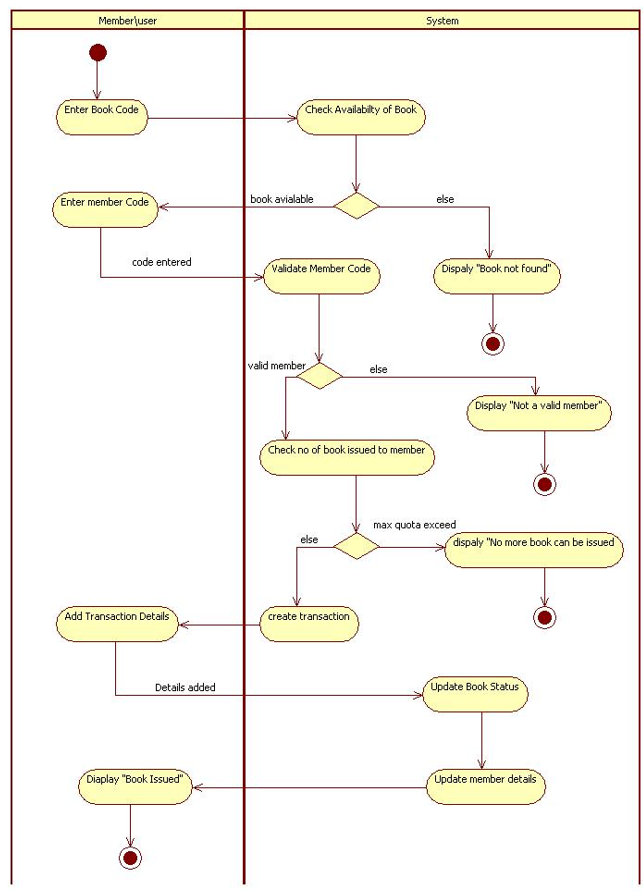 Member\user
System
Enter Book Code
Check Availabilty of Book
Enter member Code
book avialable
else
code entered
Validate Member Code
Dispaly "Book not found"
valid member
else
Display "Not a valid member"
Check no of book issued to member
max quota exceed
else
dispaly "No more book can be issued
Add Transaction Details
create transaction
Details added
Update Book Status
Diaplay "Book Issued"
Update member details